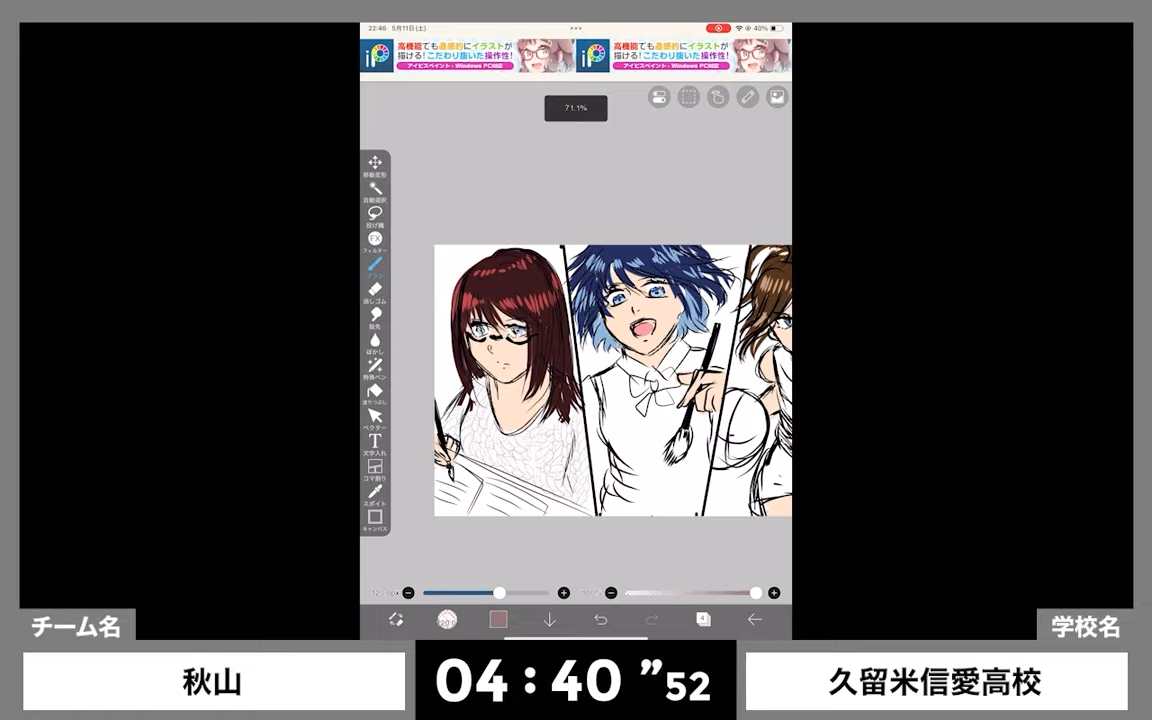 22:46 5月11日(土)
40%
高機能でも直感的にイラストが
描ける!こだわり抜いた操作性!
アイビスペイント・Windows PC対応
高機能でも直感的にイラストが
描ける!こだわり抜いた操作性!
アイビスペイント・Windows PC対応
71.1%
移動変形
自動選択
投げ縄
FX
フィルター
ブラシ
消しゴム
指先
ぼかし
特殊ペン
塗りつぶし
ベクター
T
文字入れ
コマ割り
スポイト
キャンバス
4
チーム名
学校名
秋山
04:40 ”52
久留米信愛高校